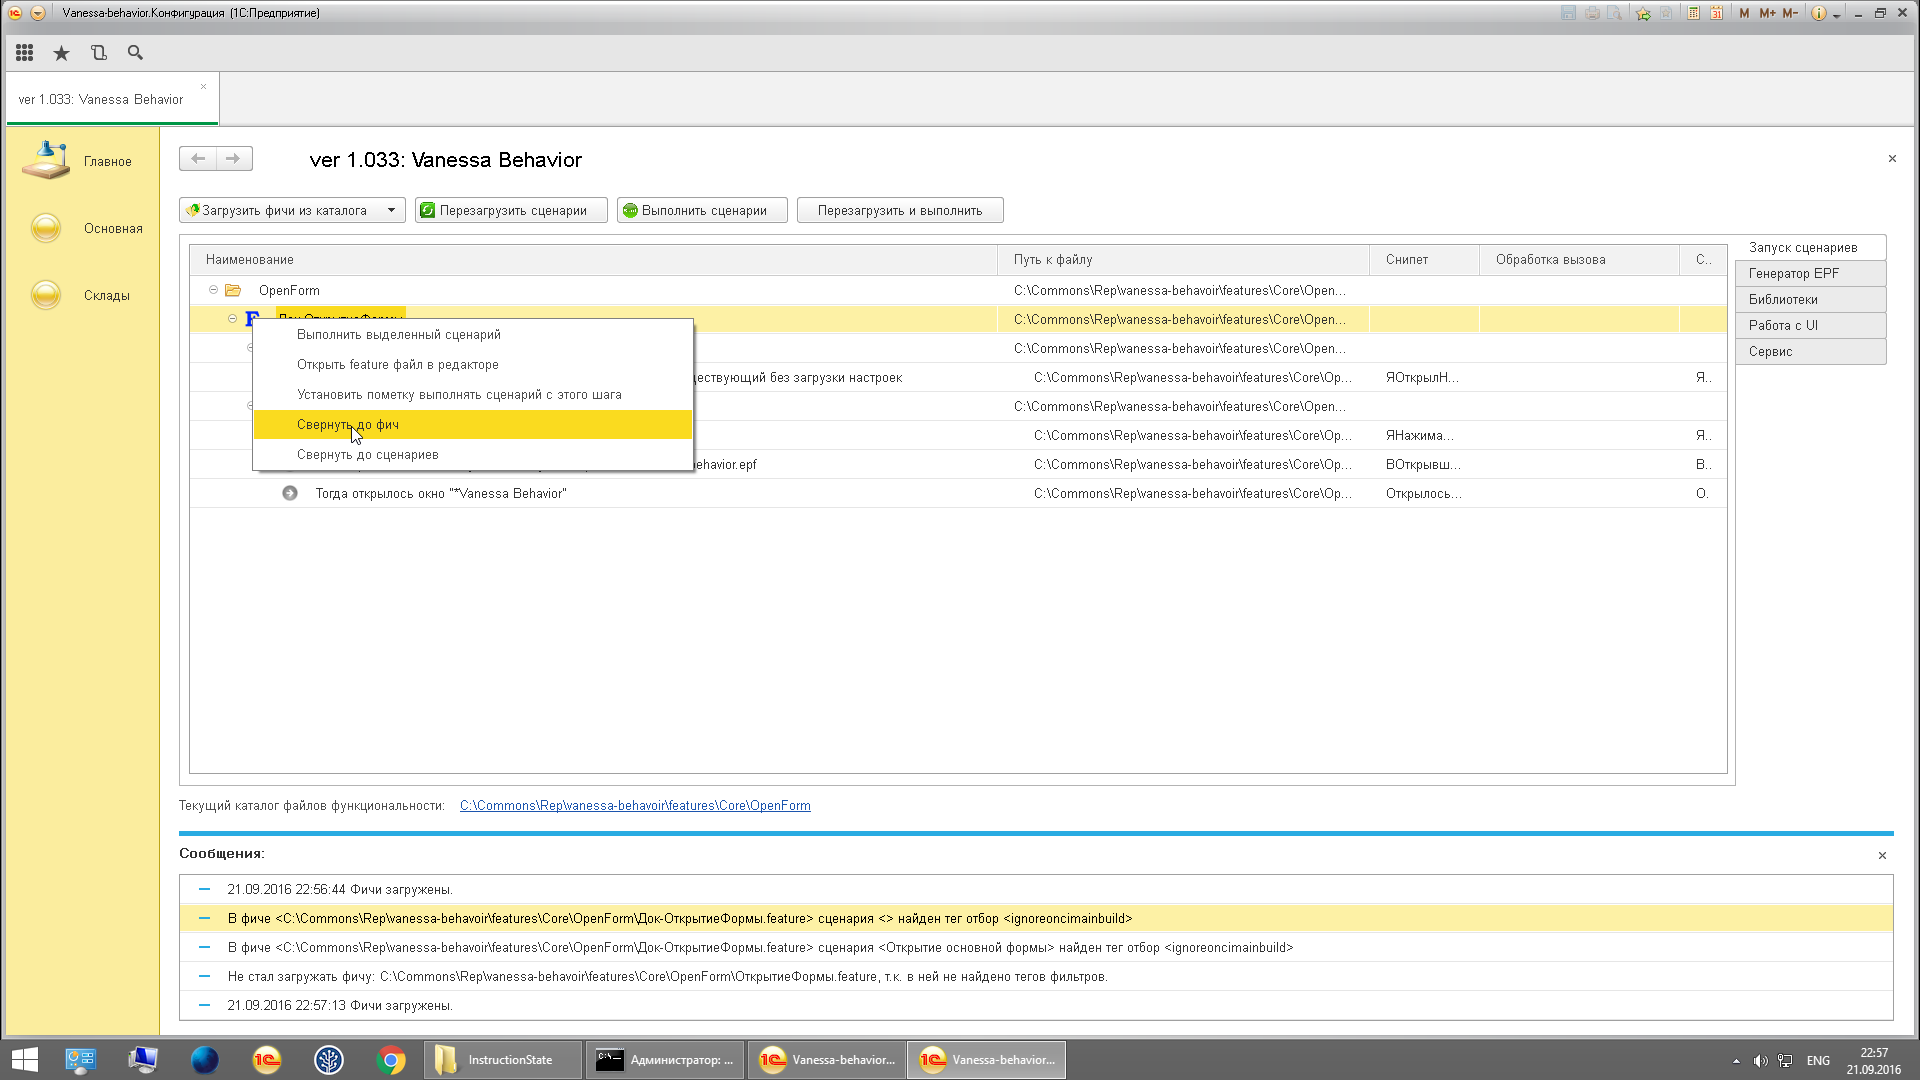 Vanessa-behavior.Конфигурация (1С:Предприятие)
M M+ M-
ver 1.033: Vanessa Behavior
Главное
Основная
Склады
ver 1.033: Vanessa Behavior
Загрузить фичи из каталога
Перезагрузить сценарии
Выполнить сценарии
Перезагрузить и выполнить
Наименование Путь к файлу Снипет Обработка вызова С..
OpenForm C:\Commons\Rep\vanessa-behavoir\features\Core\Open...
C:\Commons\Rep\vanessa-behavoir\features\Core\Open...
C:\Commons\Rep\vanessa-behavoir\features\Core\Open...
без загрузки настроек C:\Commons\Rep\vanessa-behavoir\features\Core\Op... ЯОткрылН... Я..
C:\Commons\Rep\vanessa-behavoir\features\Core\Open...
C:\Commons\Rep\vanessa-behavoir\features\Core\Op... ЯНажима... Я..
ehavior.epf C:\Commons\Rep\vanessa-behavoir\features\Core\Op... ВОткрывш... В..
Тогда открылось окно "*Vanessa Behavior" C:\Commons\Rep\vanessa-behavoir\features\Core\Op... Открылось... О.
Выполнить выделенный сценарий
Открыть feature файл в редакторе
Установить пометку выполнять сценарий с этого шага
Свернуть до фич
Свернуть до сценариев
Запуск сценариев
Генератор EPF
Библиотеки
Работа с UI
Сервис
Текущий каталог файлов функциональности: C:\Commons\Rep\vanessa-behavoir\features\Core\OpenForm
Сообщения:
21.09.2016 22:56:44 Фичи загружены.
В фиче <C:\Commons\Rep\vanessa-behavoir\features\Core\OpenForm\Док-ОткрытиеФормы.feature> сценария <> найден тег отбор <ignoreoncimainbuild>
В фиче <C:\Commons\Rep\vanessa-behavoir\features\Core\OpenForm\Док-ОткрытиеФормы.feature> сценария <Открытие основной формы> найден тег отбор <ignoreoncimainbuild>
Не стал загружать фичу: C:\Commons\Rep\vanessa-behavoir\features\Core\OpenForm\ОткрытиеФормы.feature, т.к. в ней не найдено тегов фильтров.
21.09.2016 22:57:13 Фичи загружены.
InstructionState
Администратор: ...
Vanessa-behavior...
Vanessa-behavior...
ENG
22:57
21.09.2016